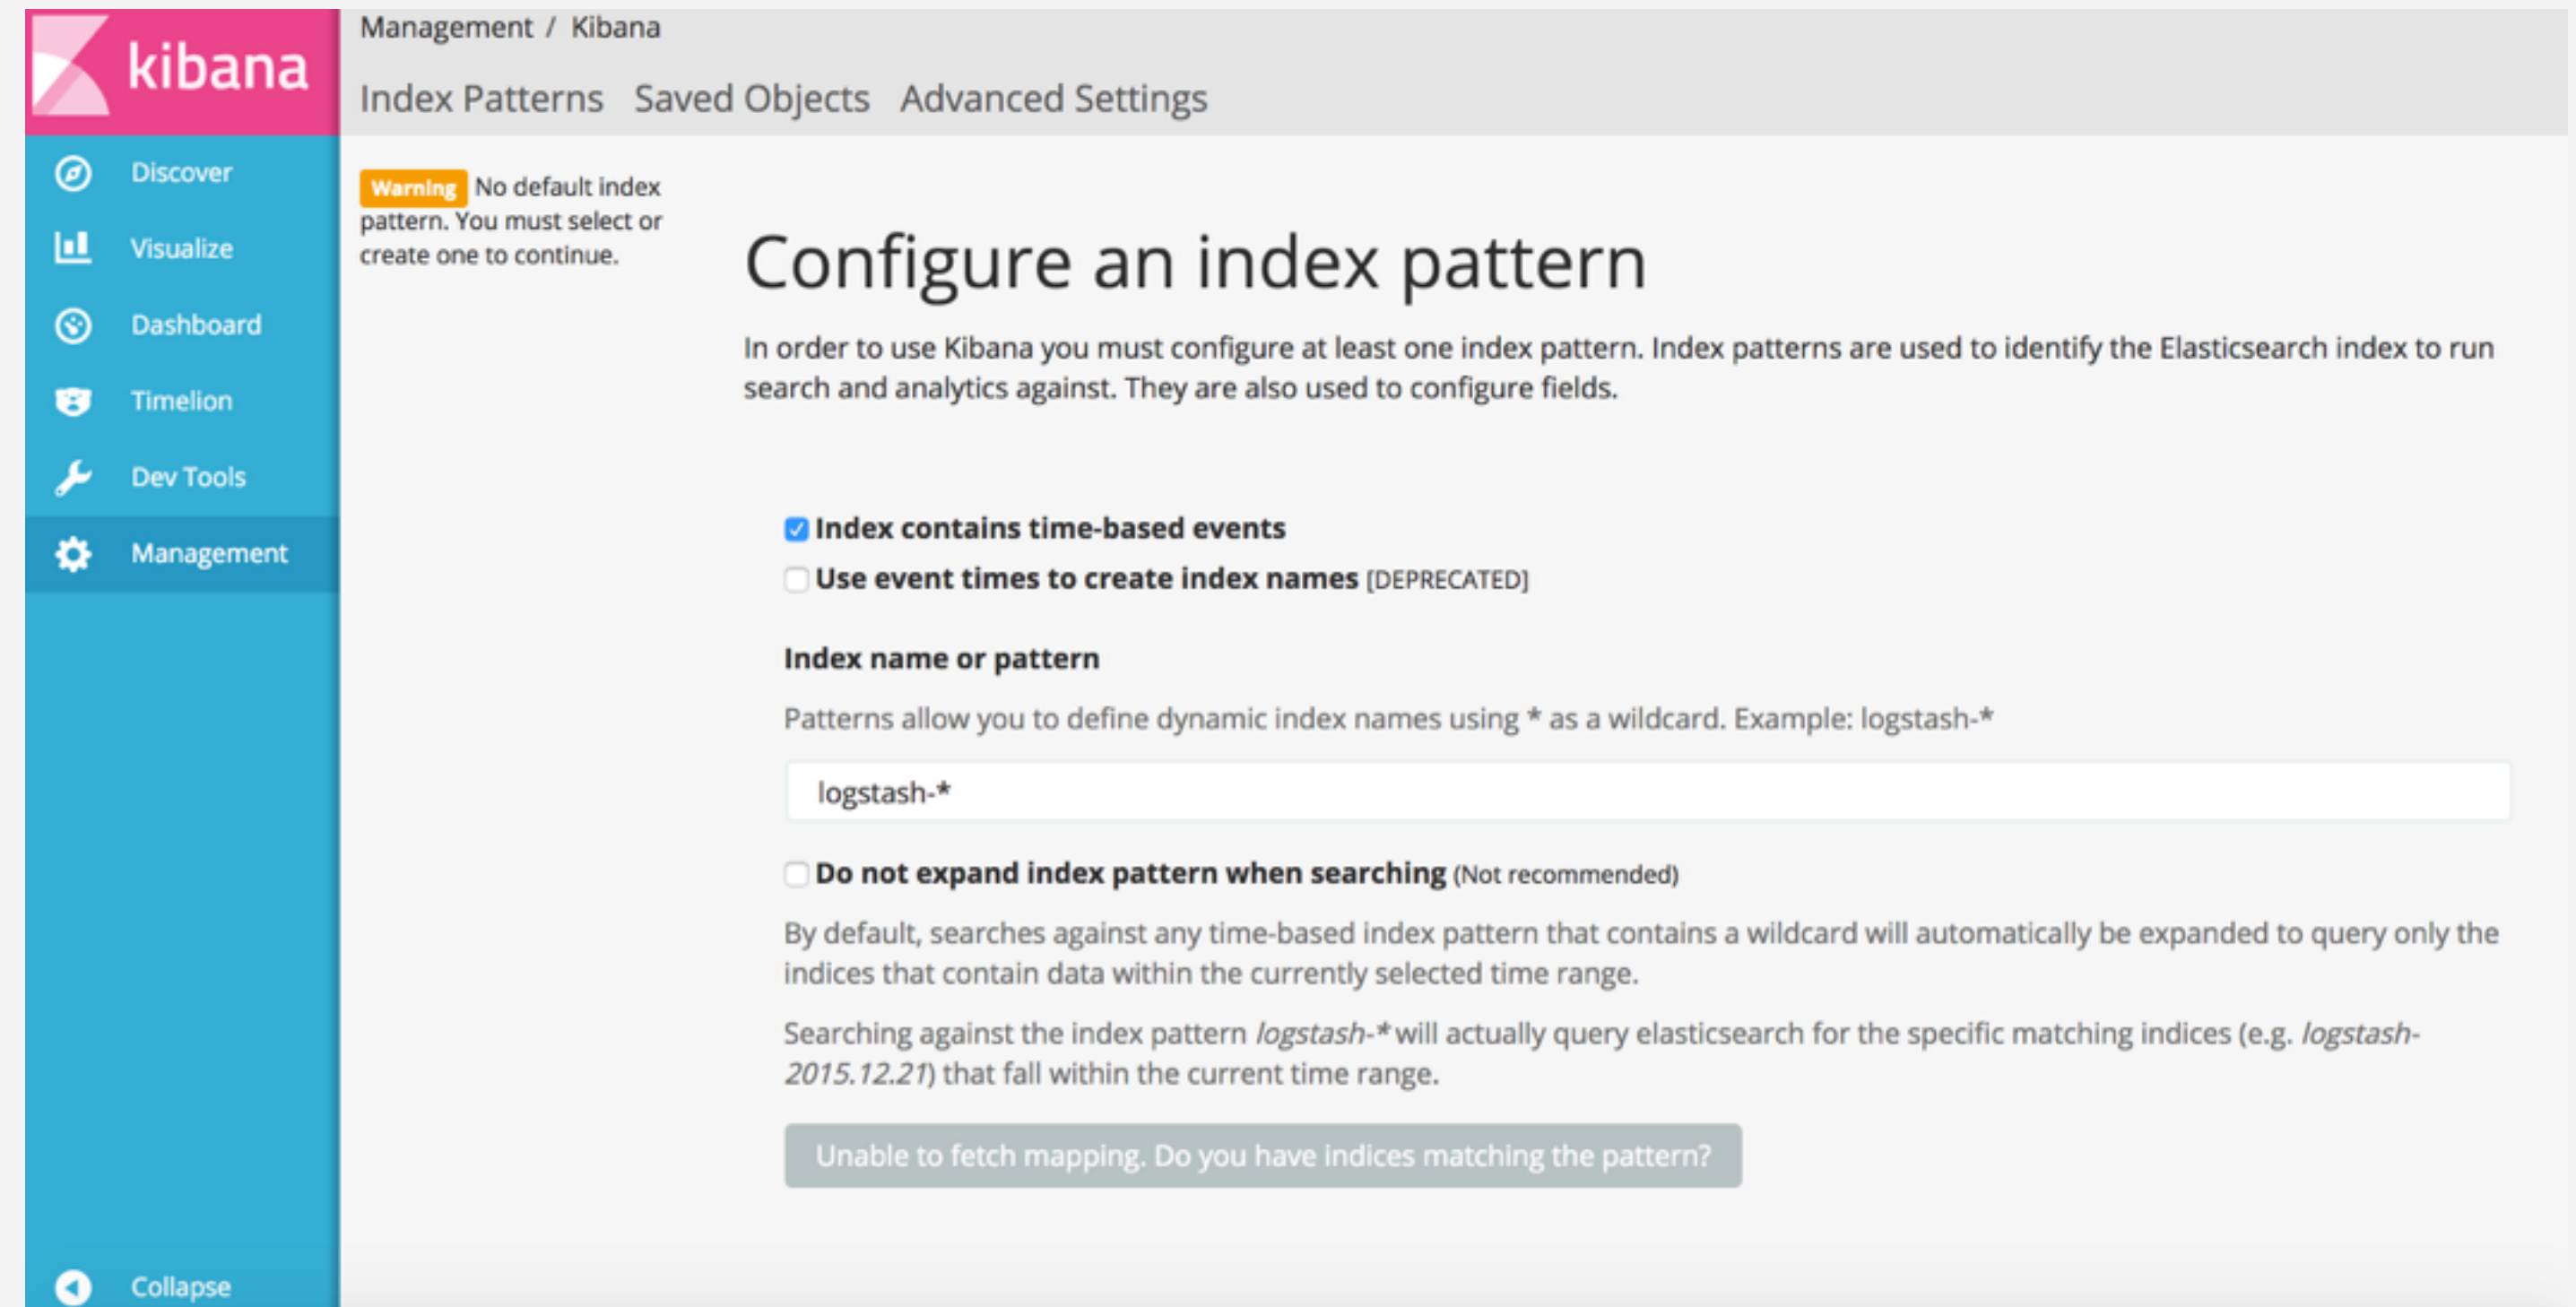 kibana
Discover
Visualize
Dashboard
Timelion
Dev Tools
Management
Collapse
Management / Kibana
Index Patterns Saved Objects Advanced Settings
Warning No default index
pattern. You must select or
create one to continue.
Configure an index pattern
In order to use Kibana you must configure at least one index pattern. Index patterns are used to identify the Elasticsearch index to run
search and analytics against. They are also used to configure fields.
Index contains time-based events
Use event times to create index names [DEPRECATED]
Index name or pattern
Patterns allow you to define dynamic index names using * as a wildcard. Example: logstash-*
logstash-*
Do not expand index pattern when searching (Not recommended)
By default, searches against any time-based index pattern that contains a wildcard will automatically be expanded to query only the
indices that contain data within the currently selected time range.
Searching against the index pattern logstash-* will actually query elasticsearch for the specific matching indices (e.g. logstash-
2015.12.21) that fall within the current time range.
Unable to fetch mapping. Do you have indices matching the pattern?